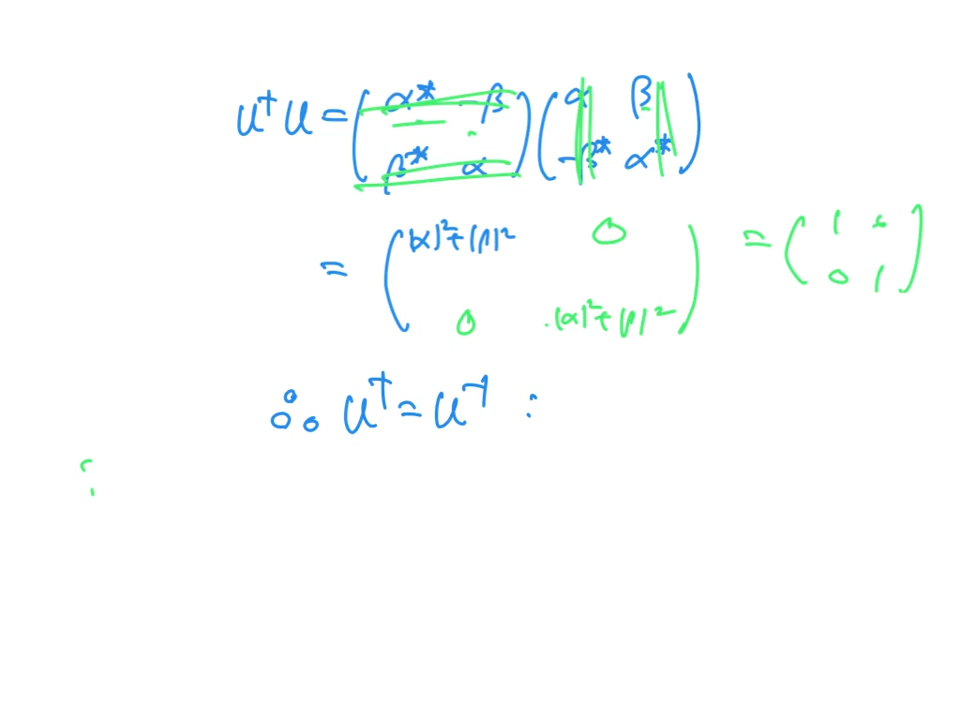 U† U = ( α* -β ) ( α β )
( β* α ) ( -β* α* )
= ( |α|²+|β|² 0 ) = ( 1 0 )
( 0 |α|²+|β|² ) ( 0 1 )
∴ U† = U⁻¹ :